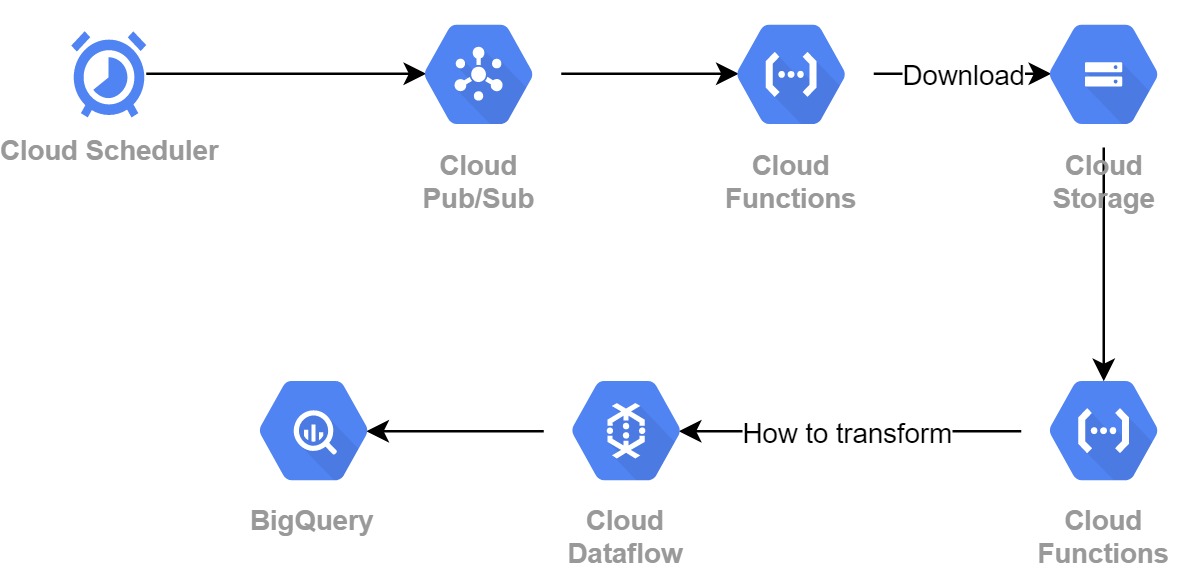 Download
Cloud Scheduler
Cloud
Pub/Sub
Cloud
Functions
Cloud
Storage
How to transform
BigQuery
Cloud
Dataflow
Cloud
Functions